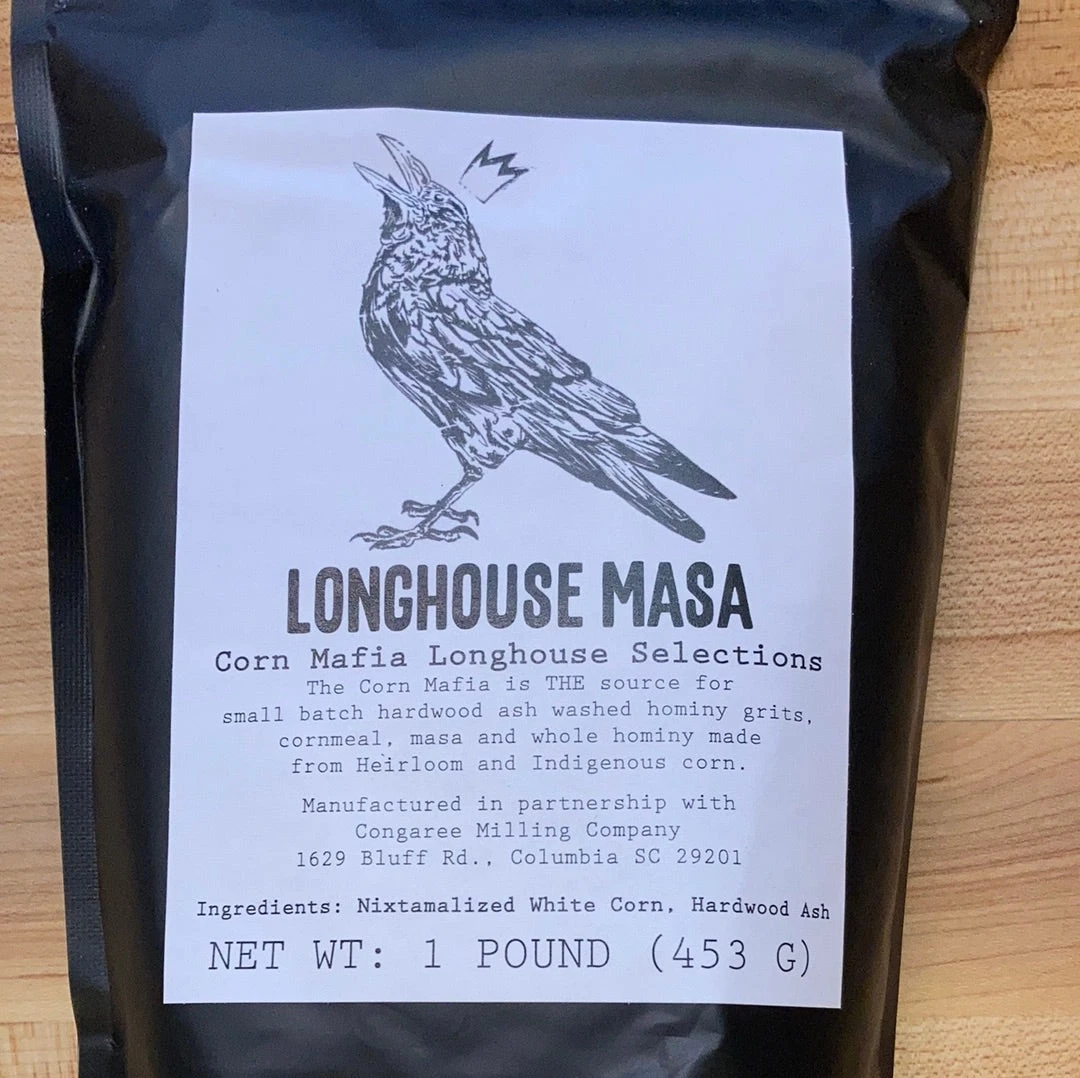 LONGHOUSE MASA
Corn Mafia Longhouse Selections
The Corn Mafia is THE source for
small batch hardwood ash washed hominy grits,
cornmeal, masa and whole hominy made
from Heirloom and Indigenous corn.
Manufactured in partnership with
Congaree Milling Company
1629 Bluff Rd., Columbia SC 29201
Ingredients: Nixtamalized White Corn, Hardwood Ash
NET WT: 1 POUND (453 G)